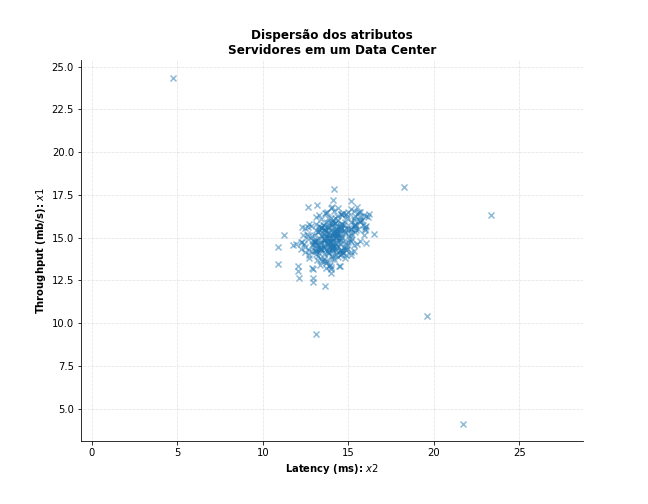 Dispersão dos atributos
Servidores em um Data Center
25.0
22.5
20.0
17.5
15.0
12.5
10.0
7.5
5.0
Throughput (mb/s): x1
0 5 10 15 20 25
Latency (ms): x2